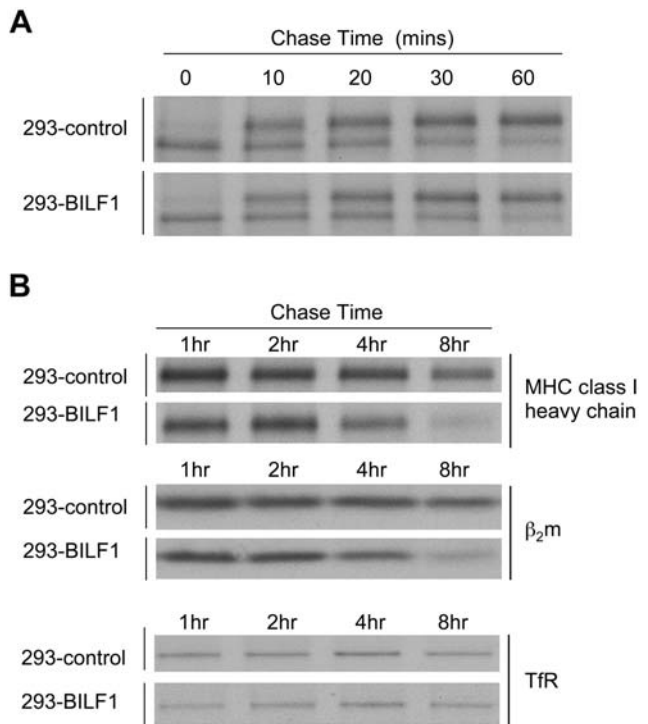 A
Chase Time (mins)
0 10 20 30 60
293-control
293-BILF1
B
Chase Time
1hr 2hr 4hr 8hr
293-control
293-BILF1
MHC class I
heavy chain
1hr 2hr 4hr 8hr
293-control
293-BILF1
β₂m
1hr 2hr 4hr 8hr
293-control
293-BILF1
TfR